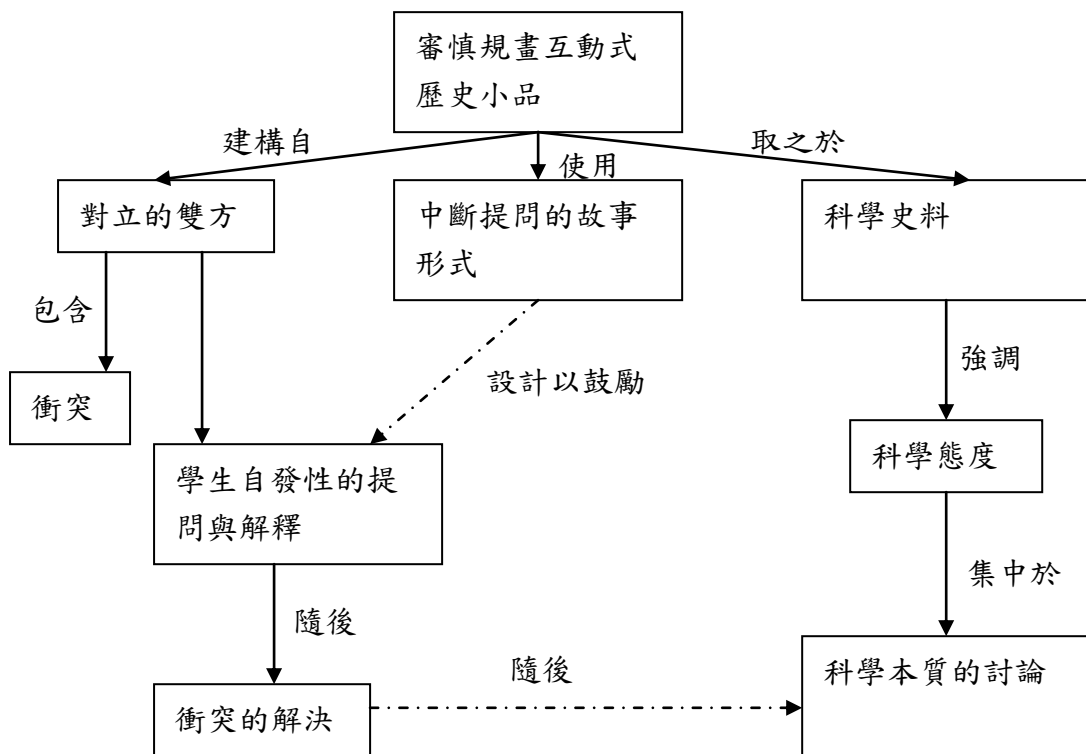 審慎規畫互動式
歷史小品
建構自
使用
取之於
對立的雙方
中斷提問的故事
形式
科學史料
包含
設計以鼓勵
強調
衝突
學生自發性的提
問與解釋
科學態度
集中於
隨後
隨後
衝突的解決
科學本質的討論